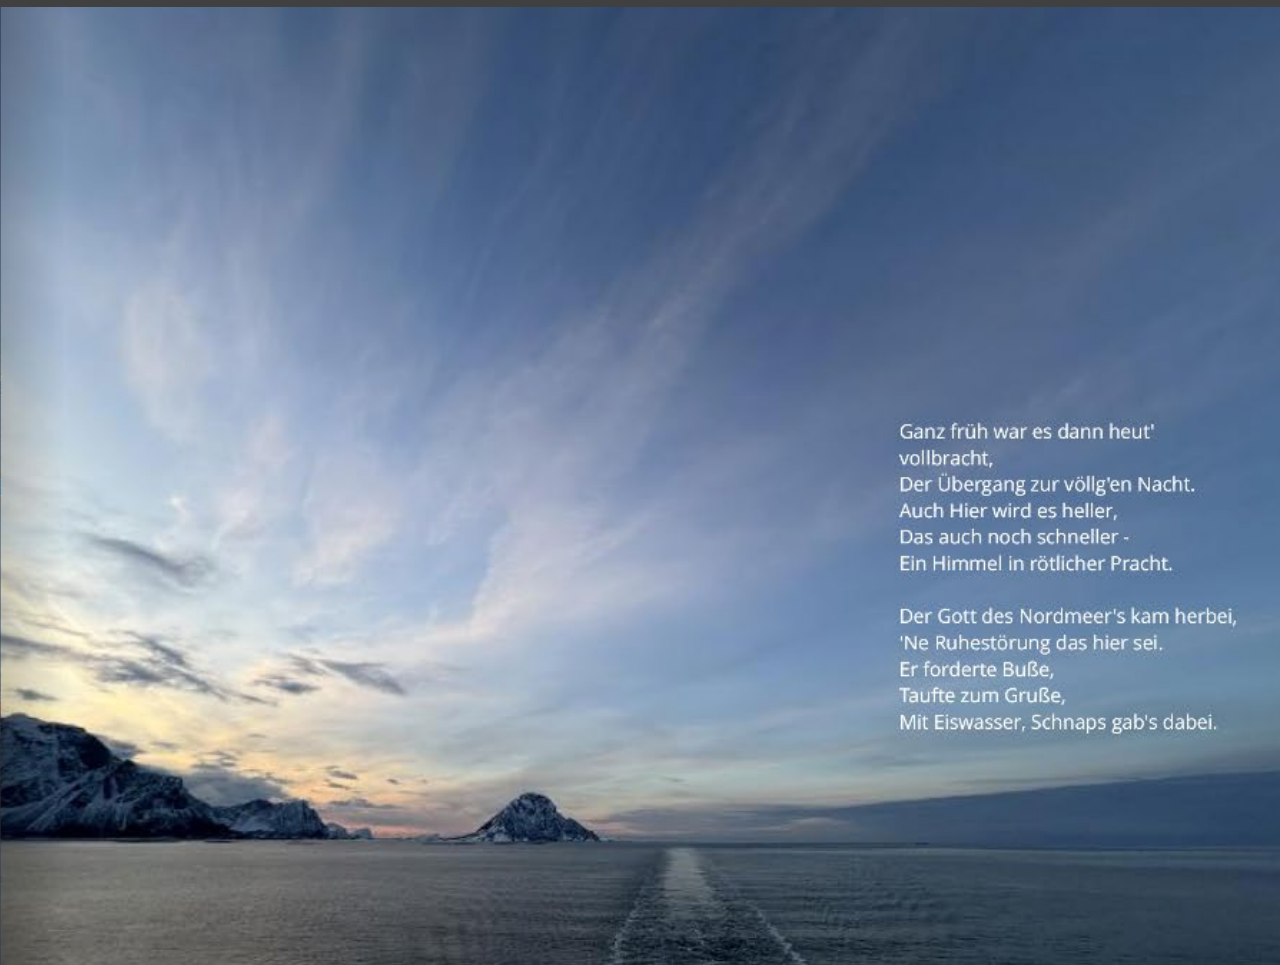 Ganz früh war es dann heut'
vollbracht,
Der Übergang zur völlg'en Nacht.
Auch Hier wird es heller,
Das auch noch schneller -
Ein Himmel in rötlicher Pracht.

Der Gott des Nordmeer's kam herbei,
'Ne Ruhestörung das hier sei.
Er forderte Buße,
Taufte zum Gruße,
Mit Eiswasser, Schnaps gab's dabei.